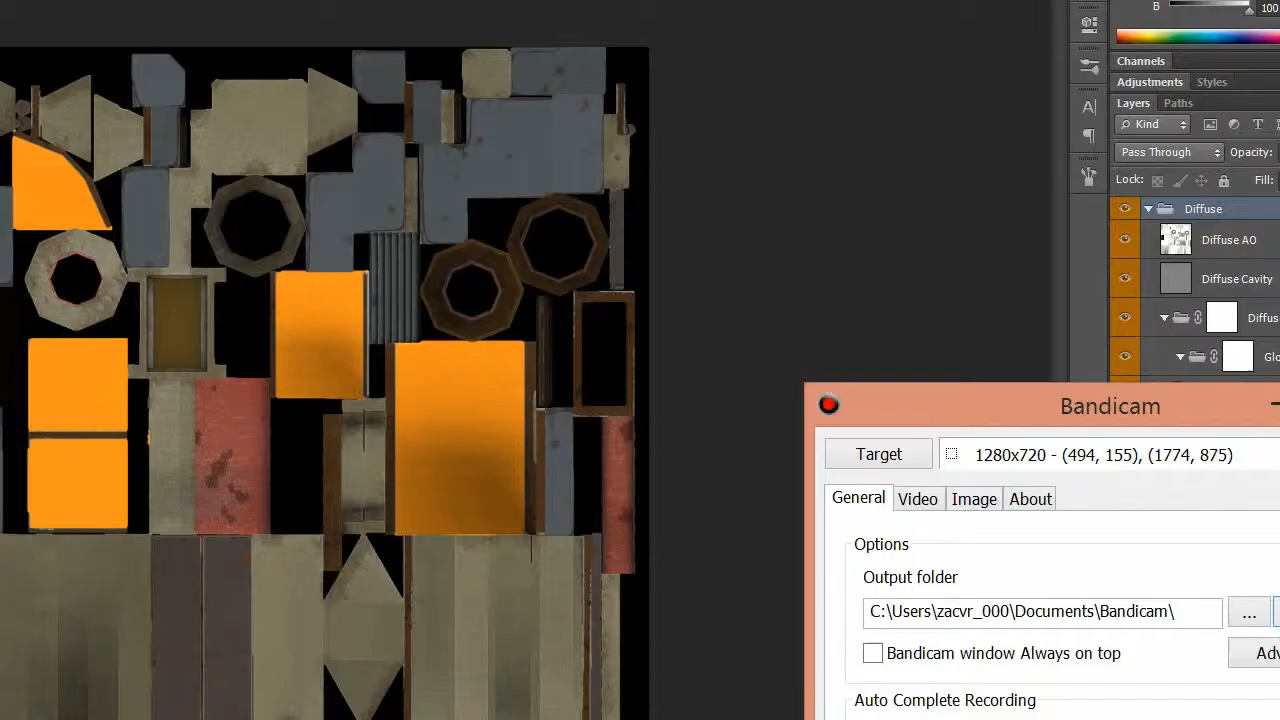 B 100
Channels
Adjustments Styles
Layers Paths
Kind T
Pass Through Opacity:
Lock: Fill:
Diffuse
Diffuse AO
Diffuse Cavity
Diffus
Glo
Bandicam
Target 1280x720 - (494, 155), (1774, 875)
General Video Image About
Options
Output folder
C:\Users\zacvr_000\Documents\Bandicam\ ...
Bandicam window Always on top Adv
Auto Complete Recording